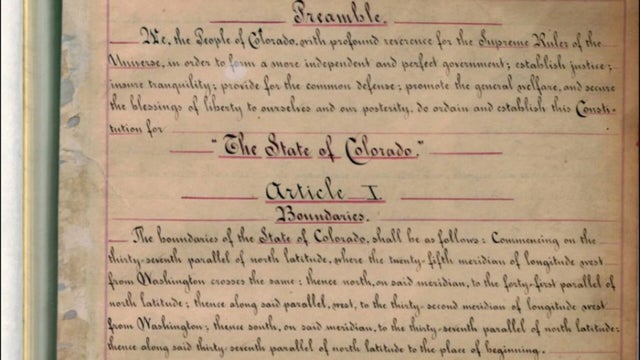 Preamble.
We, the People of Colorado, with profound reverence for the Supreme Ruler of the
Universe, in order to form a more independent and perfect government; establish justice;
insure tranquility; provide for the common defense; promote the general welfare, and secure
the blessings of liberty to ourselves and our posterity, do ordain and establish this Consti-
tution for
"The State of Colorado."
Article I.
Boundaries.
The boundaries of the State of Colorado, shall be as follows: Commencing on the
thirty-seventh parallel of north latitude, where the twenty-fifth meridian of longitude west
from Washington crosses the same; thence north, on said meridian, to the forty-first parallel of
north latitude; thence along said parallel, west, to the thirty-second meridian of longitude west
from Washington; thence south, on said meridian, to the thirty-seventh parallel of north latitude;
thence along said thirty-seventh parallel of north latitude to the place of beginning.